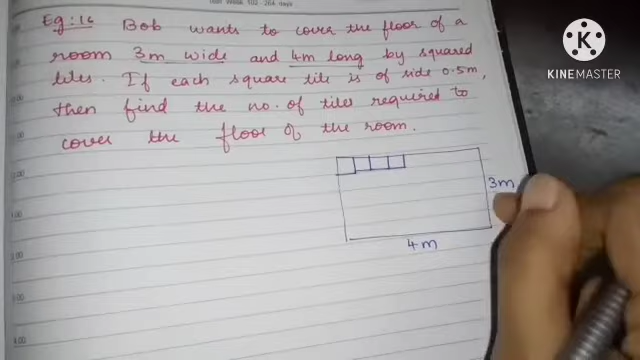 Eg:16 Bob wants to cover the floor of a
room 3m wide and 4m long by squared
tiles. If each square tile is of side 0.5m,
then find the no. of tiles required to
cover the floor of the room.
3m
4m
K
KINEMASTER